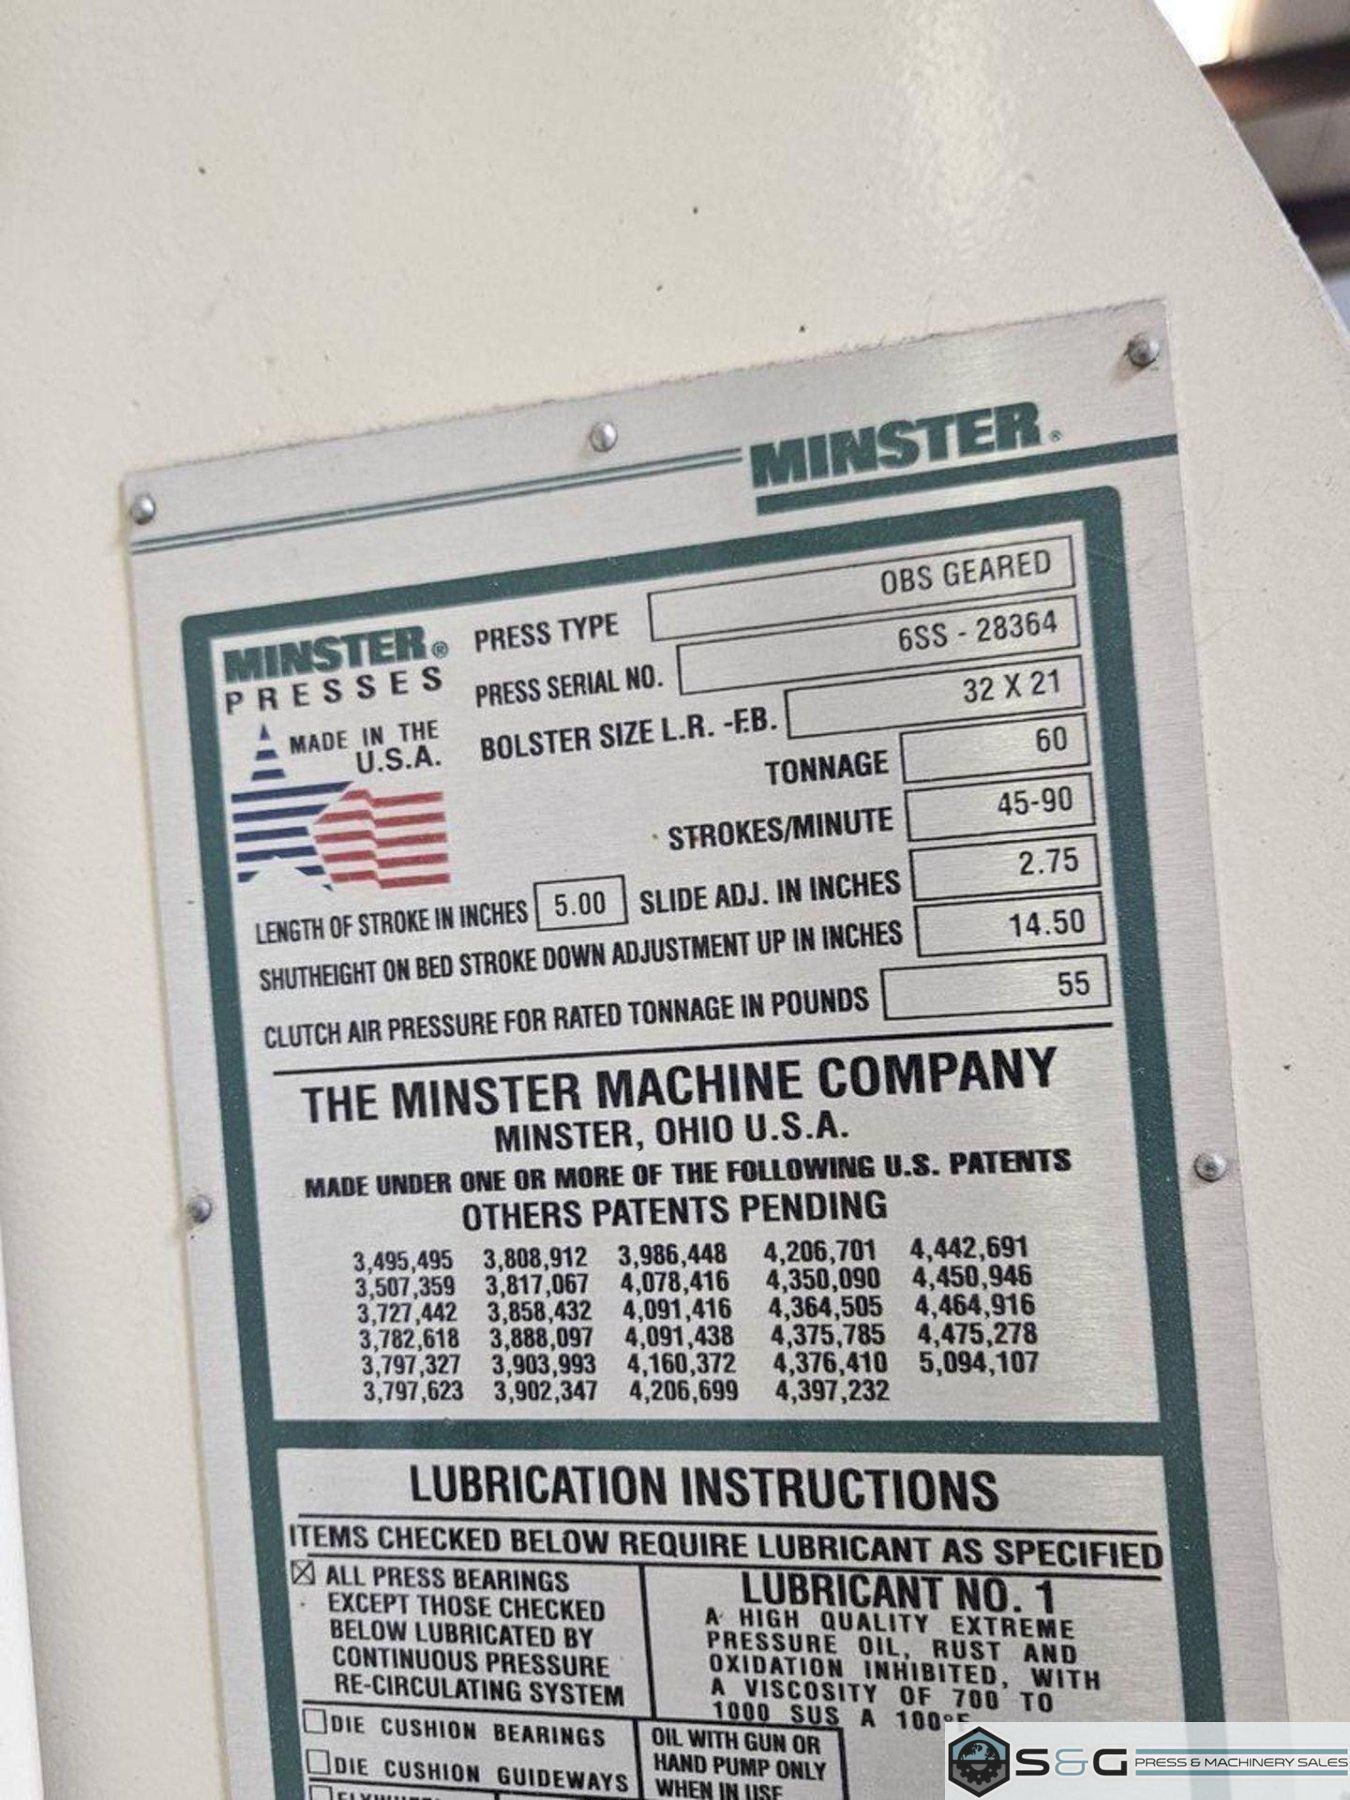 MINSTER®
MINSTER®
PRESSES
MADE IN THE
U.S.A.
PRESS TYPE OBS GEARED
PRESS SERIAL NO. 6SS - 28364
BOLSTER SIZE L.R. -F.B. 32 X 21
TONNAGE 60
STROKES/MINUTE 45-90
LENGTH OF STROKE IN INCHES 5.00 SLIDE ADJ. IN INCHES 2.75
SHUTHEIGHT ON BED STROKE DOWN ADJUSTMENT UP IN INCHES 14.50
CLUTCH AIR PRESSURE FOR RATED TONNAGE IN POUNDS 55
THE MINSTER MACHINE COMPANY
MINSTER, OHIO U.S.A.
MADE UNDER ONE OR MORE OF THE FOLLOWING U.S. PATENTS
OTHERS PATENTS PENDING
3,495,495 3,808,912 3,986,448 4,206,701 4,442,691
3,507,359 3,817,067 4,078,416 4,350,090 4,450,946
3,727,442 3,858,432 4,091,416 4,364,505 4,464,916
3,782,618 3,888,097 4,091,438 4,375,785 4,475,278
3,797,327 3,903,993 4,160,372 4,376,410 5,094,107
3,797,623 3,902,347 4,206,699 4,397,232
LUBRICATION INSTRUCTIONS
ITEMS CHECKED BELOW REQUIRE LUBRICANT AS SPECIFIED
ALL PRESS BEARINGS
EXCEPT THOSE CHECKED
BELOW LUBRICATED BY
CONTINUOUS PRESSURE
RE-CIRCULATING SYSTEM
LUBRICANT NO. 1
A HIGH QUALITY EXTREME
PRESSURE OIL, RUST AND
OXIDATION INHIBITED, WITH
A VISCOSITY OF 700 TO
1000 SUS A 100°F
DIE CUSHION BEARINGS
DIE CUSHION GUIDEWAYS
OIL WITH GUN OR
HAND PUMP ONLY
WHEN IN USE
S&G PRESS & MACHINERY SALES